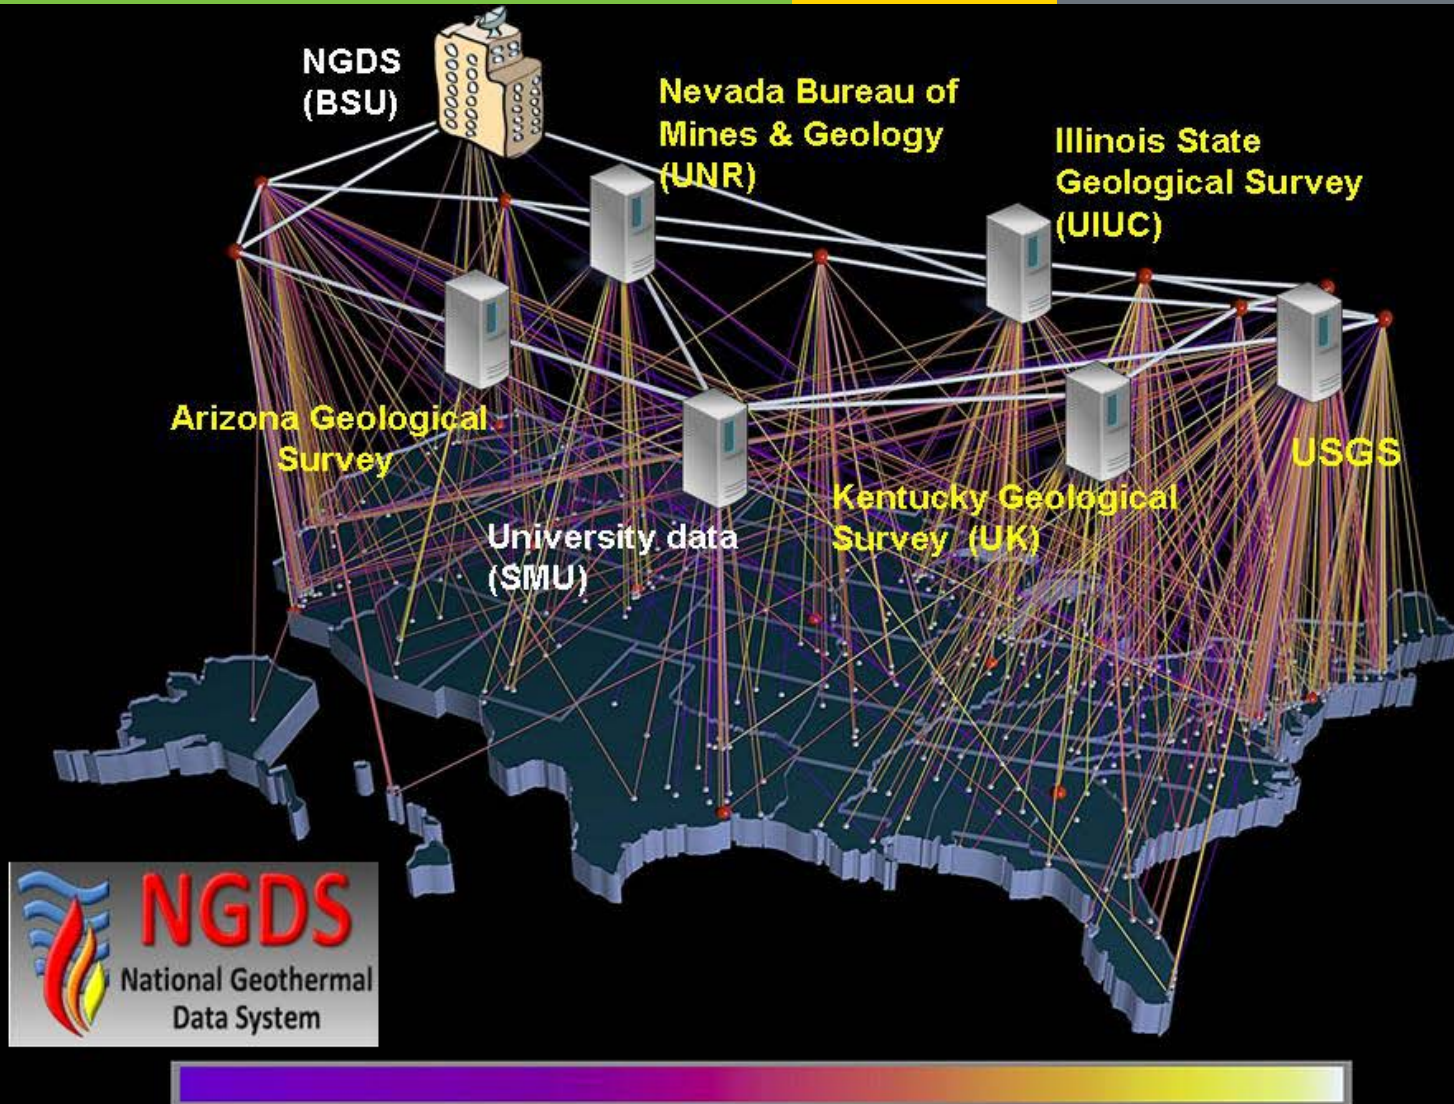 NGDS
(BSU)
Nevada Bureau of
Mines & Geology
(UNR)
Illinois State
Geological Survey
(UIUC)
Arizona Geological
Survey
USGS
University data
(SMU)
Kentucky Geological
Survey (UK)
NGDS
National Geothermal
Data System